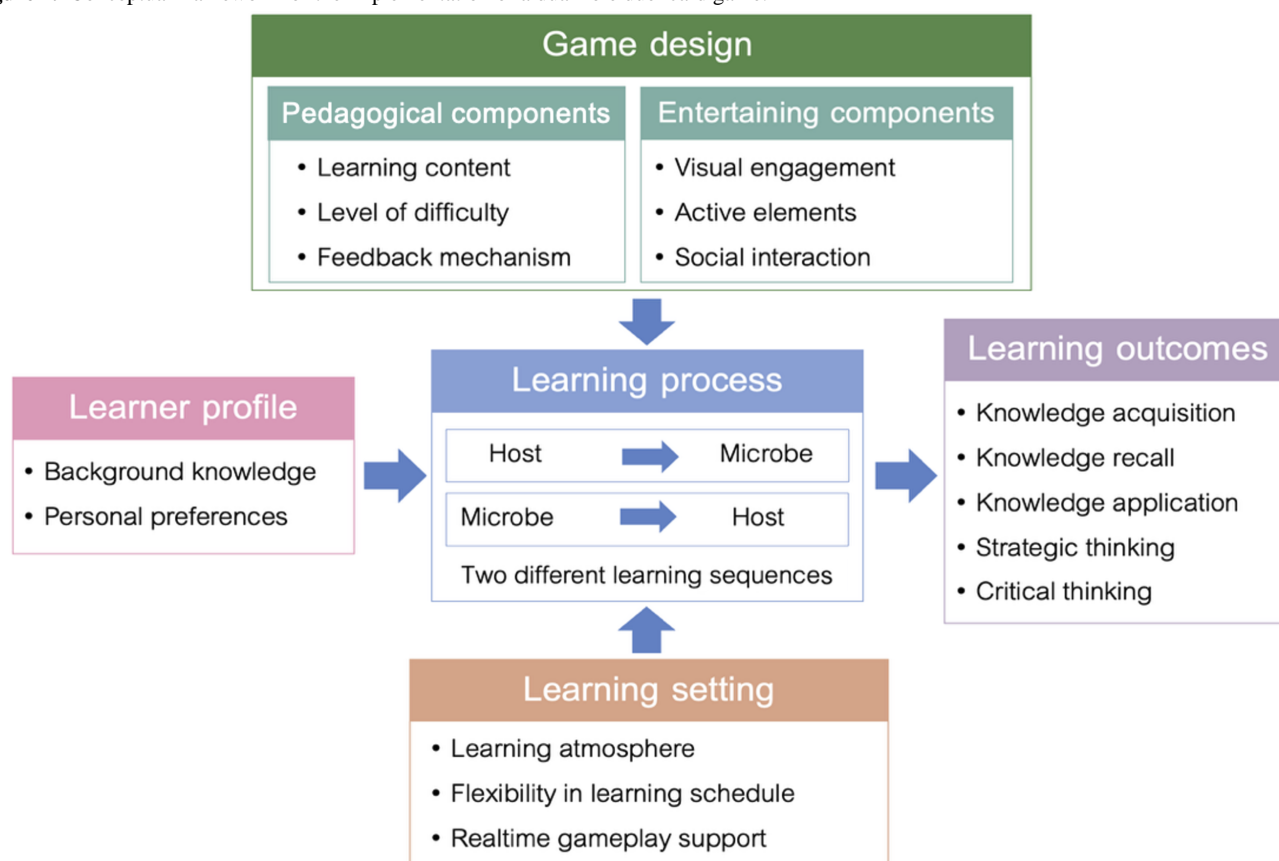 Game design
Pedagogical components
• Learning content
• Level of difficulty
• Feedback mechanism
Entertaining components
• Visual engagement
• Active elements
• Social interaction
Learner profile
• Background knowledge
• Personal preferences
Learning process
Host Microbe
Microbe Host
Two different learning sequences
Learning outcomes
• Knowledge acquisition
• Knowledge recall
• Knowledge application
• Strategic thinking
• Critical thinking
Learning setting
• Learning atmosphere
• Flexibility in learning schedule
• Realtime gameplay support